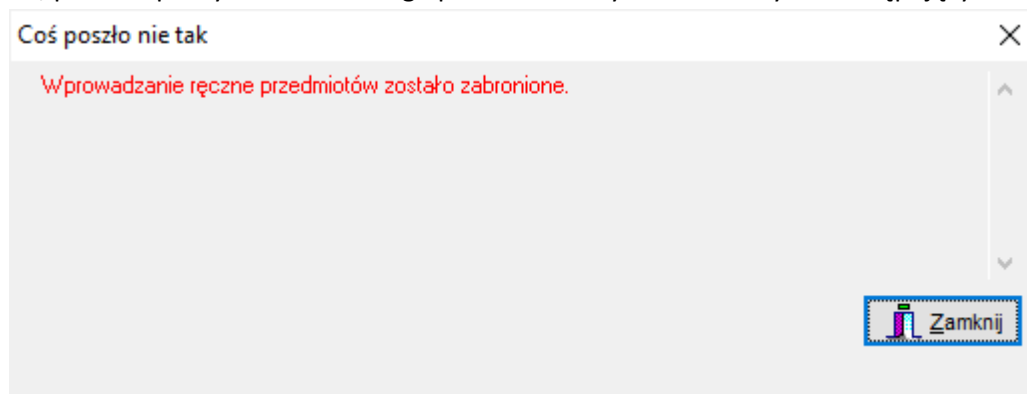 Coś poszło nie tak
Wprowadzanie ręczne przedmiotów zostało zabronione.
Zamknij